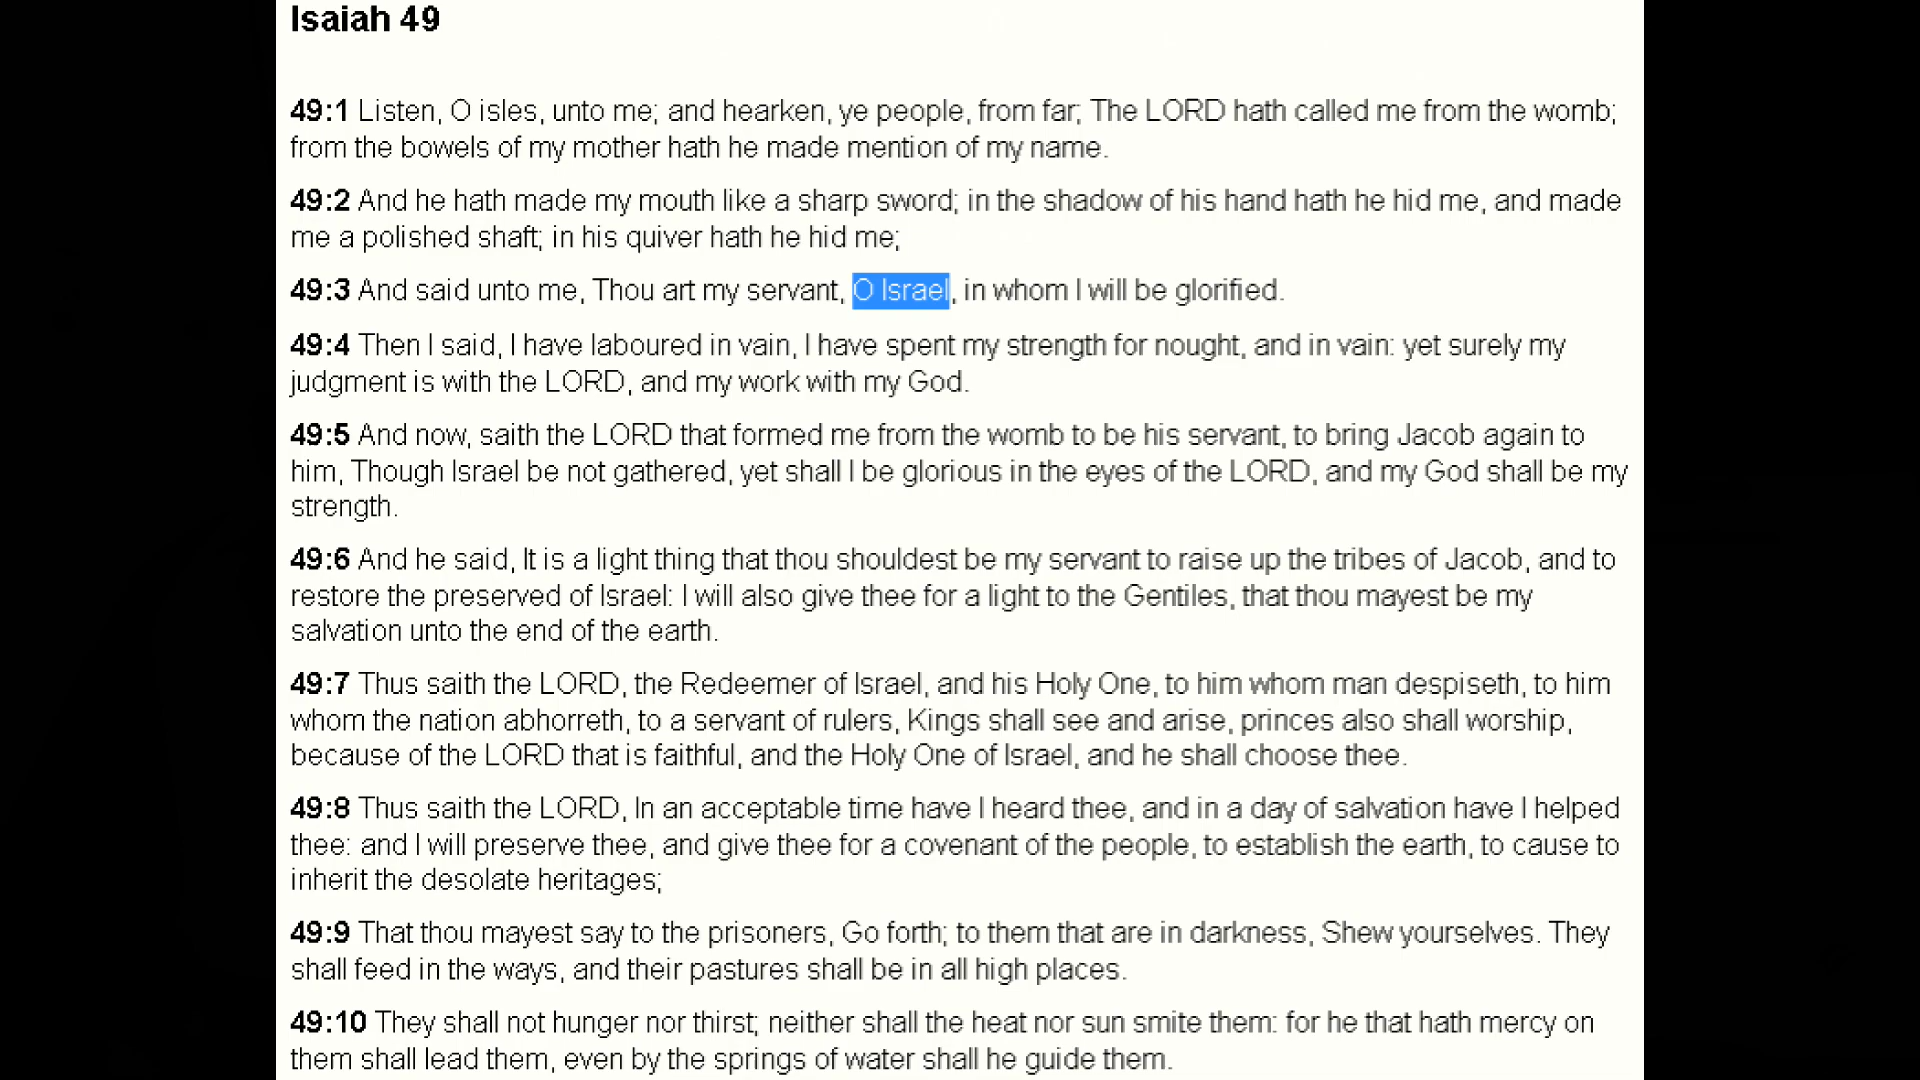 Isaiah 49
49:1 Listen, O isles, unto me; and hearken, ye people, from far; The LORD hath called me from the womb;
from the bowels of my mother hath he made mention of my name.
49:2 And he hath made my mouth like a sharp sword; in the shadow of his hand hath he hid me, and made
me a polished shaft; in his quiver hath he hid me;
49:3 And said unto me, Thou art my servant, O Israel, in whom I will be glorified.
49:4 Then I said, I have laboured in vain, I have spent my strength for nought, and in vain: yet surely my
judgment is with the LORD, and my work with my God.
49:5 And now, saith the LORD that formed me from the womb to be his servant, to bring Jacob again to
him, Though Israel be not gathered, yet shall I be glorious in the eyes of the LORD, and my God shall be my
strength.
49:6 And he said, It is a light thing that thou shouldest be my servant to raise up the tribes of Jacob, and to
restore the preserved of Israel: I will also give thee for a light to the Gentiles, that thou mayest be my
salvation unto the end of the earth.
49:7 Thus saith the LORD, the Redeemer of Israel, and his Holy One, to him whom man despiseth, to him
whom the nation abhorreth, to a servant of rulers, Kings shall see and arise, princes also shall worship,
because of the LORD that is faithful, and the Holy One of Israel, and he shall choose thee.
49:8 Thus saith the LORD, In an acceptable time have I heard thee, and in a day of salvation have I helped
thee: and I will preserve thee, and give thee for a covenant of the people, to establish the earth, to cause to
inherit the desolate heritages;
49:9 That thou mayest say to the prisoners, Go forth; to them that are in darkness, Shew yourselves. They
shall feed in the ways, and their pastures shall be in all high places.
49:10 They shall not hunger nor thirst; neither shall the heat nor sun smite them: for he that hath mercy on
them shall lead them, even by the springs of water shall he guide them.